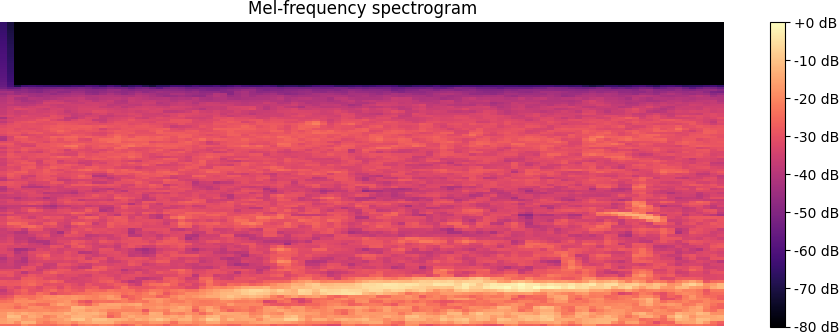 Mel-frequency spectrogram
+0 dB
-10 dB
-20 dB
-30 dB
-40 dB
-50 dB
-60 dB
-70 dB
-80 dB